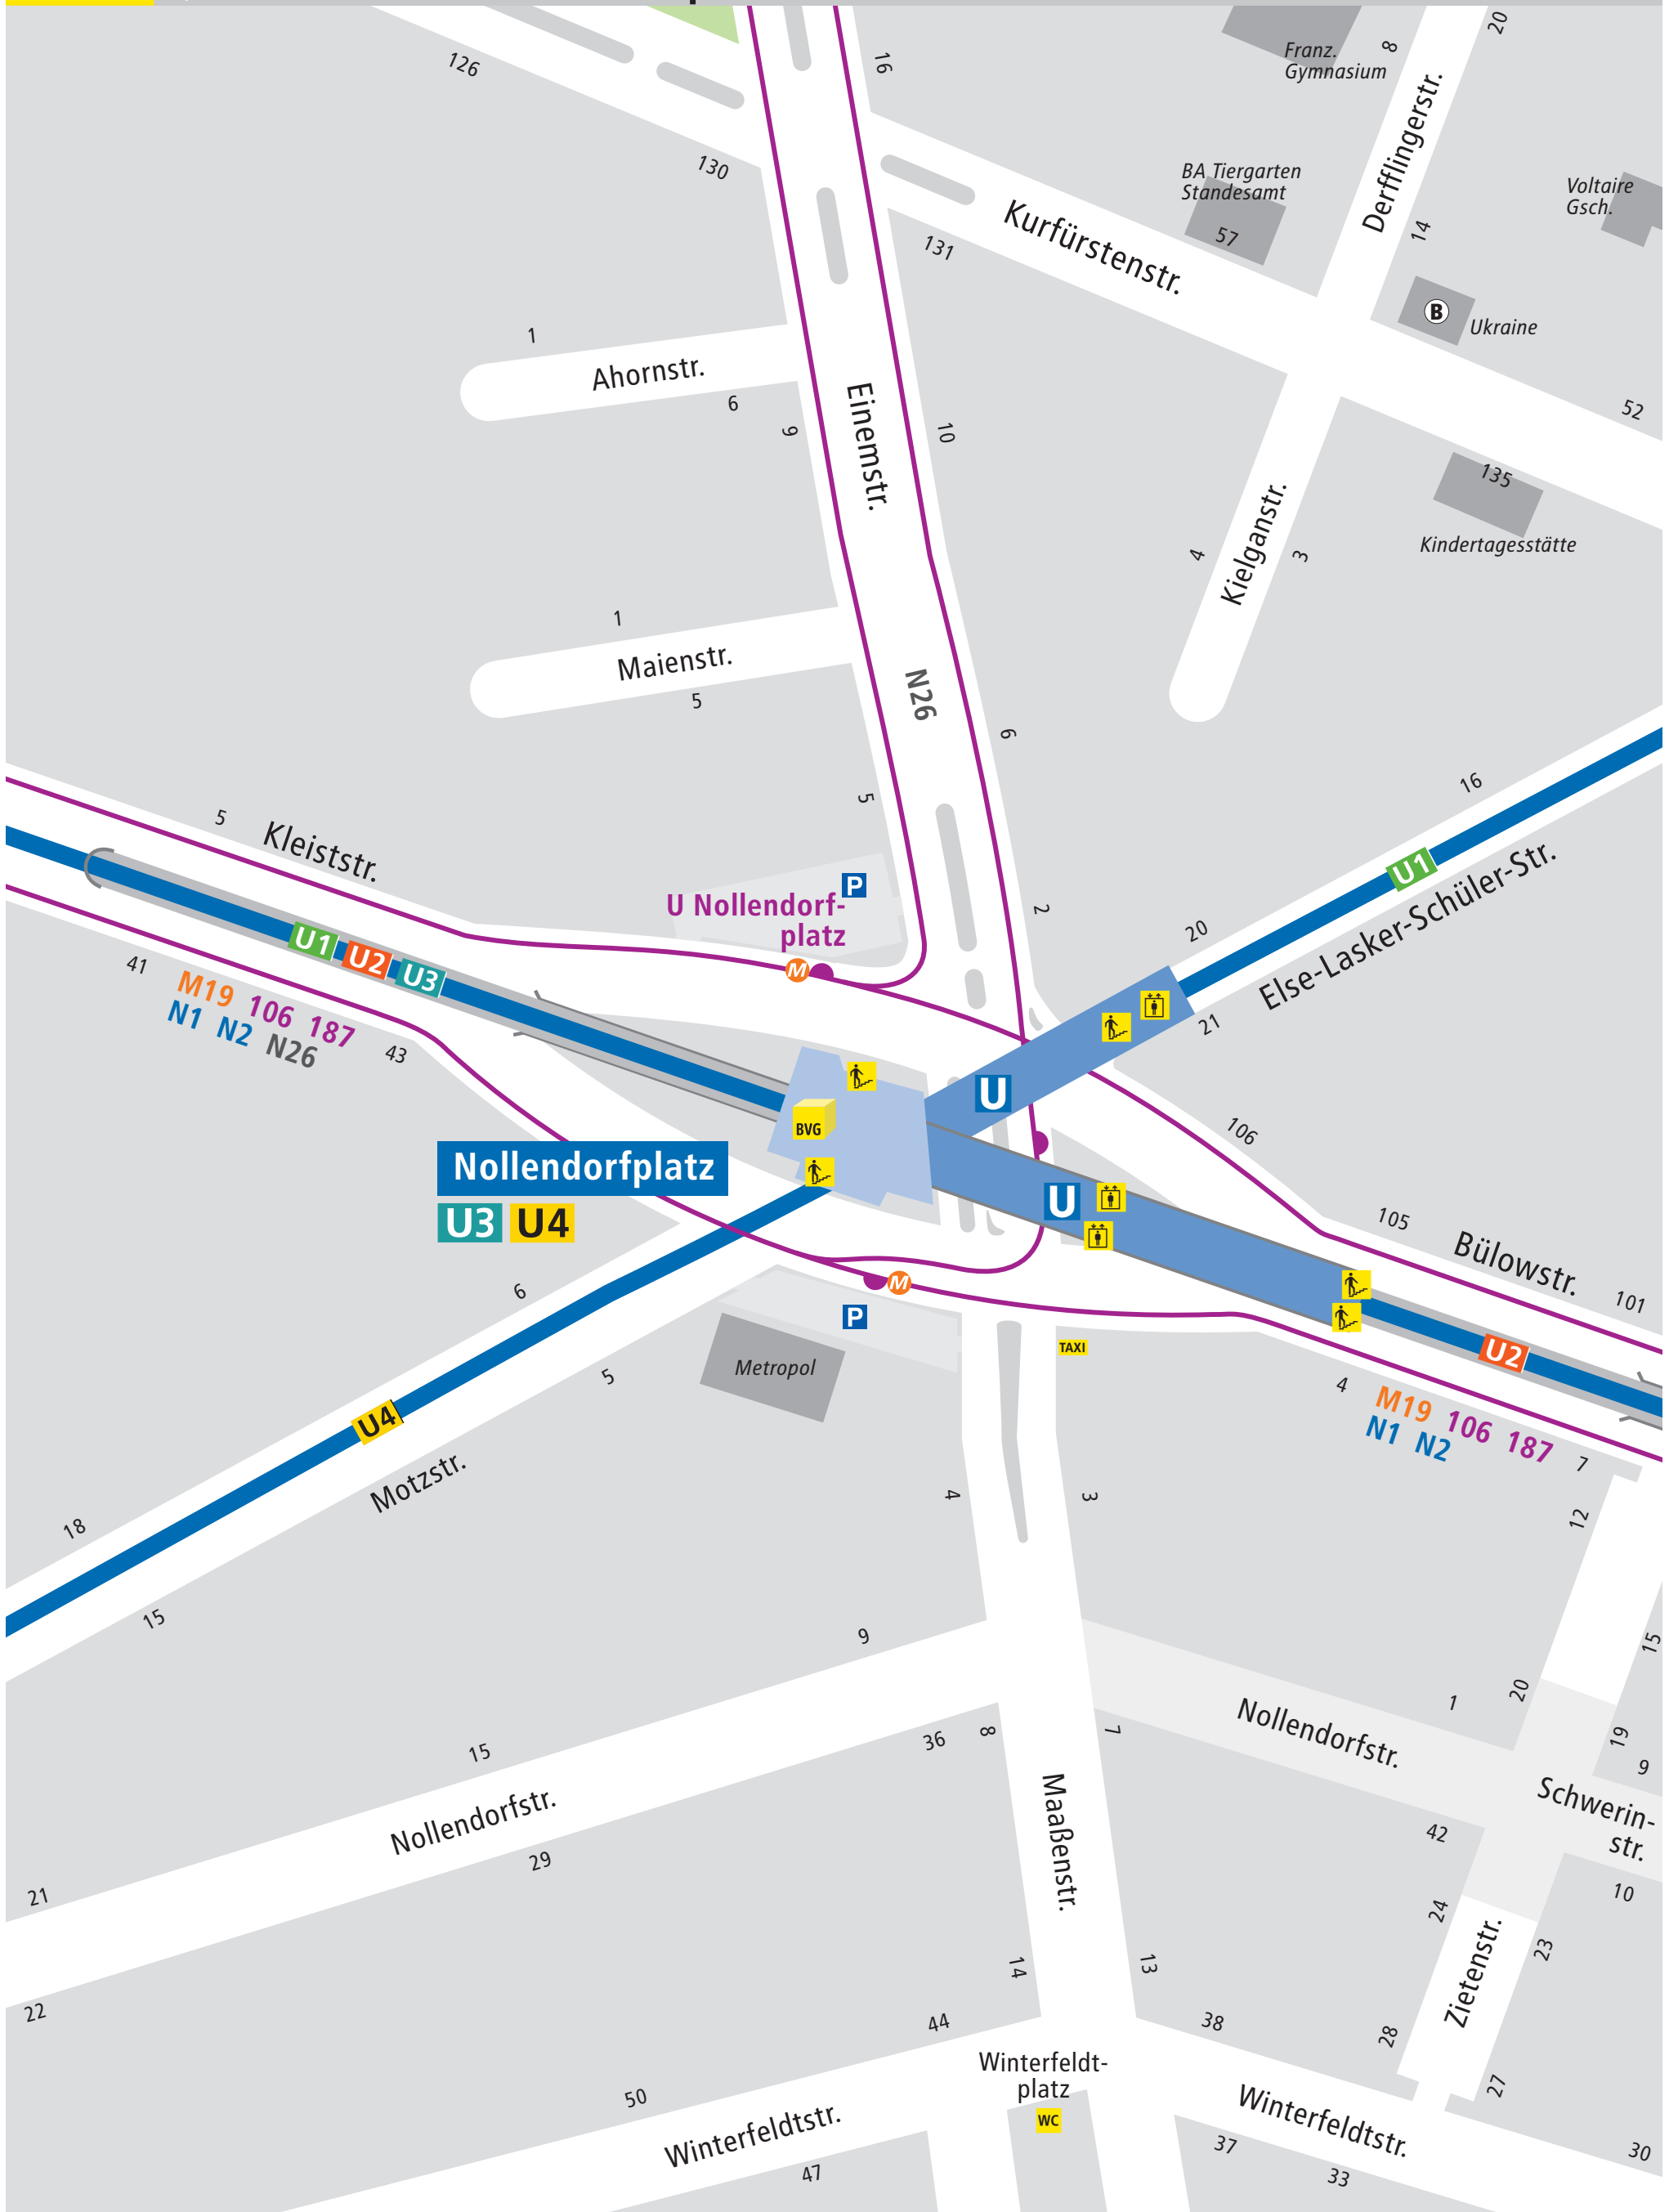 126
16
Franz.
Gymnasium
8
20
130
131
Kurfürstenstr.
BA Tiergarten
Standesamt
57
Derfflingerstr.
14
Voltaire
Gsch.
B
Ukraine
52
1
Ahornstr.
6
9
Einemstr.
10
135
Kindertagesstätte
4
Kielganstr.
3
1
Maienstr.
5
N26
6
5
16
5
Kleiststr.
P
U Nollendorf-
platz
M
2
20
U1
Else-Lasker-Schüler-Str.
21
U1
U2
U3
41
M19 106 187
N1 N2 N26
43
BVG
U
106
Nollendorfplatz
U3 U4
U
105
Bülowstr.
101
M
P
TAXI
Metropol
6
5
U4
Motzstr.
18
15
U2
4
M19 106 187
N1 N2
7
12
4
3
9
15
20
1
19
9
Nollendorfstr.
Schwerin-
str.
42
10
15
36
8
7
Nollendorfstr.
29
21
22
Maaßenstr.
24
23
Zietenstr.
14
13
28
27
44
38
Winterfeldt-
platz
WC
50
Winterfeldtstr.
47
Winterfeldtstr.
37
33
30